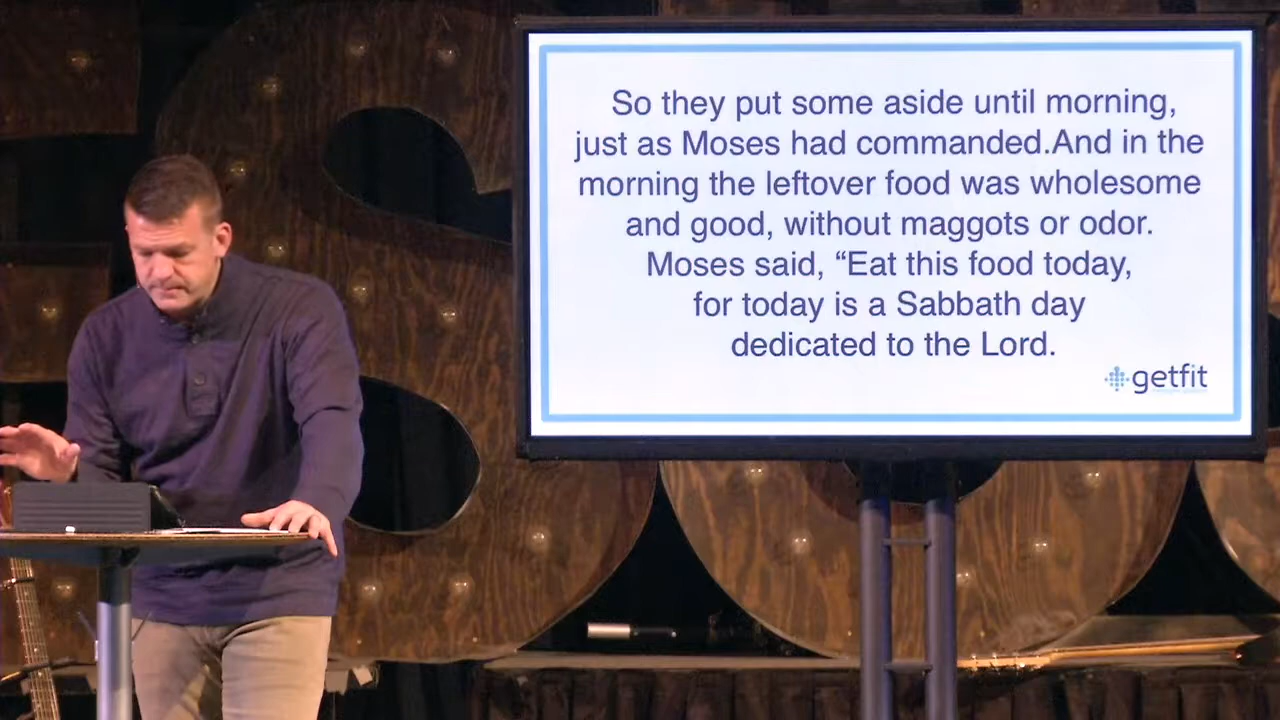 So they put some aside until morning,
just as Moses had commanded.And in the
morning the leftover food was wholesome
and good, without maggots or odor.
Moses said, “Eat this food today,
for today is a Sabbath day
dedicated to the Lord.
getfit